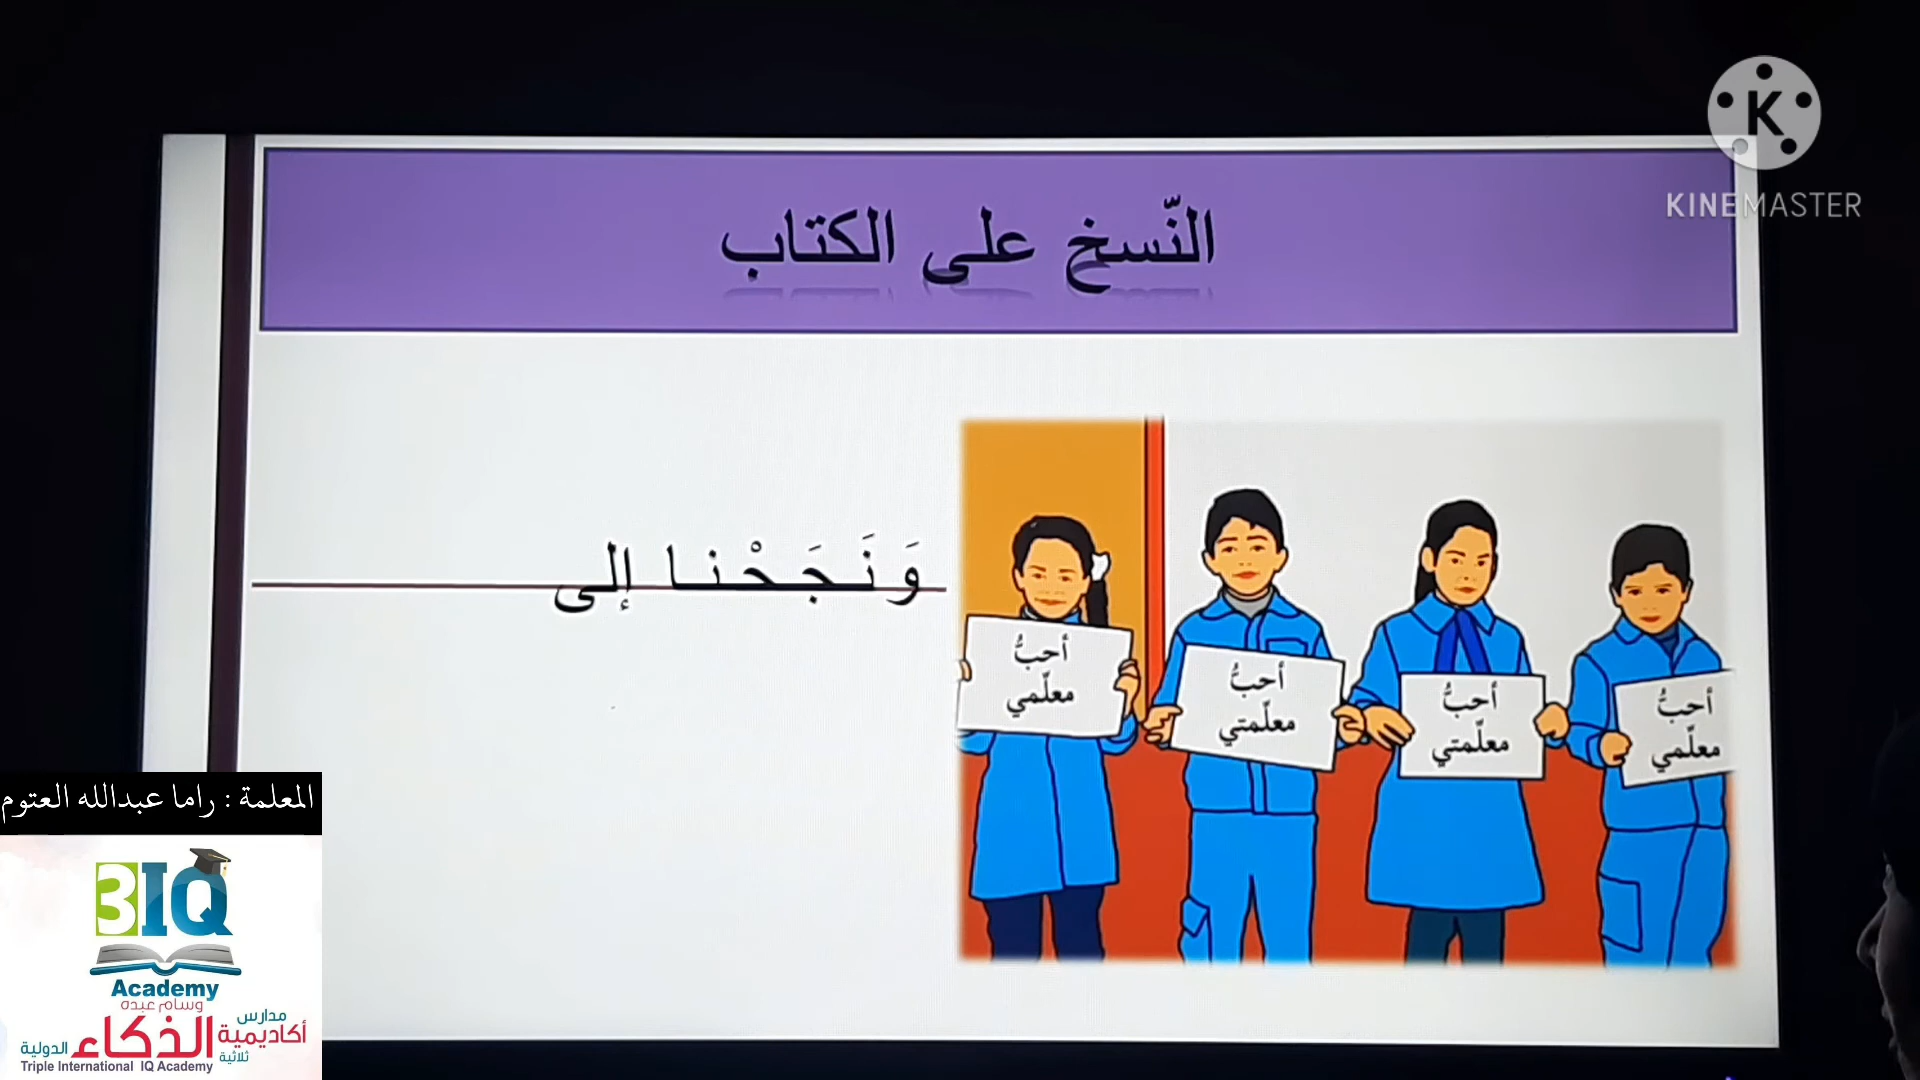 KINEMASTER
النّسخ على الكتاب
وَنَجَحْنا إلى
أحبُّ
معلّمي
أحبُّ
معلّمتي
أحبُّ
معلّمتي
أحبُّ
معلّمي
المعلمة : راما عبدالله العتوم
3IQ
Academy
وسام عبده
مدارس
أكاديمية الذكاء الدولية
ثلاثية
Triple International IQ Academy